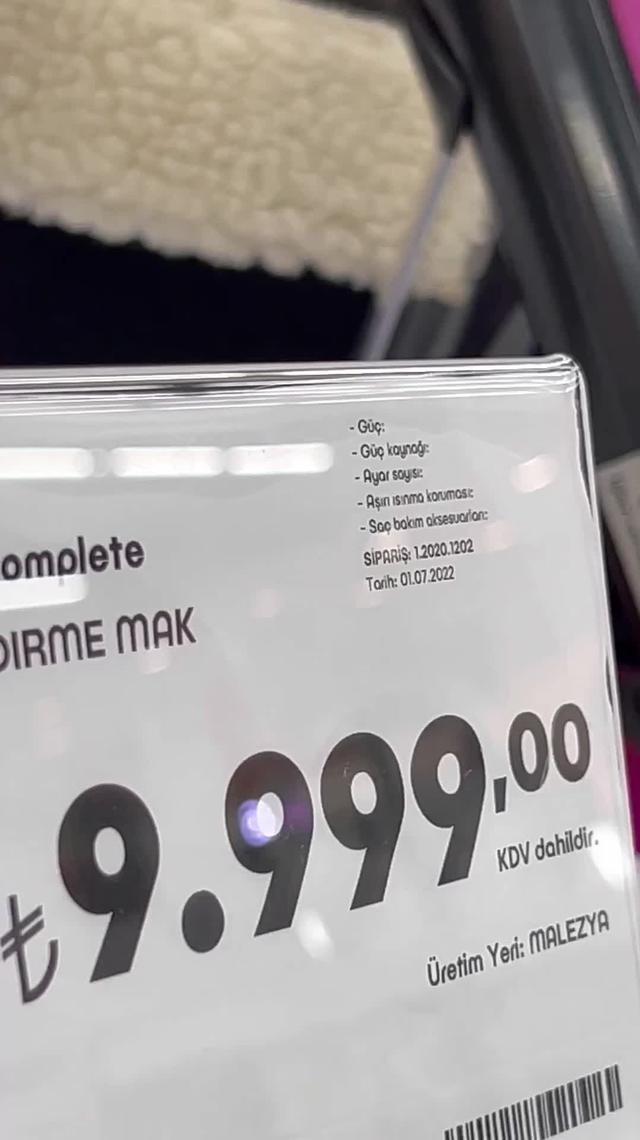 - Güç:
- Güç kaynağı:
- Ayar sayısı:
- Aşırı ısınma koruması:
- Saç bakım aksesuarları:
SİPARİŞ: 1.2020.1202
Tarih: 01.07.2022
omplete
DIRME MAK
₺9.999,00
KDV dahildir.
Üretim Yeri: MALEZYA